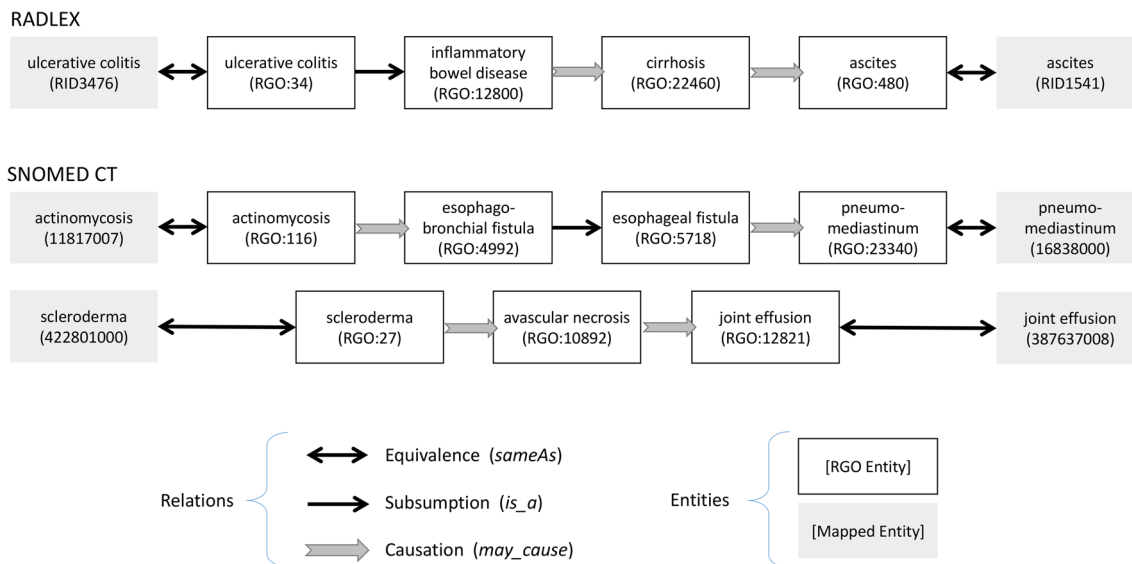 RADLEX
ulcerative colitis
(RID3476)
ulcerative colitis
(RGO:34)
inflammatory
bowel disease
(RGO:12800)
cirrhosis
(RGO:22460)
ascites
(RGO:480)
ascites
(RID1541)
SNOMED CT
actinomycosis
(11817007)
actinomycosis
(RGO:116)
esophago-
bronchial fistula
(RGO:4992)
esophageal fistula
(RGO:5718)
pneumo-
mediastinum
(RGO:23340)
pneumo-
mediastinum
(16838000)
scleroderma
(422801000)
scleroderma
(RGO:27)
avascular necrosis
(RGO:10892)
joint effusion
(RGO:12821)
joint effusion
(387637008)
Relations
Equivalence (sameAs)
Subsumption (is_a)
Causation (may_cause)
Entities
[RGO Entity]
[Mapped Entity]